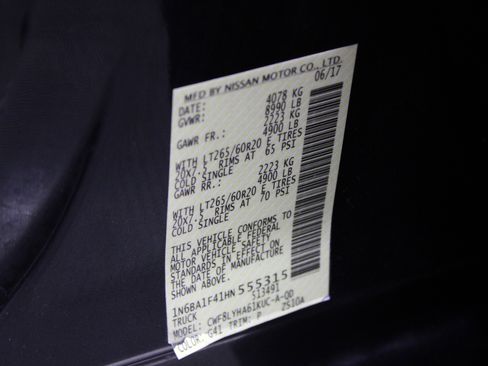 MFD BY NISSAN MOTOR CO., LTD.
DATE: 06/17
GVWR: 4078 KG
8990 LB
GAWR FR.: 2223 KG
4900 LB
WITH LT265/60R20 E TIRES
20X7.5 RIMS AT 65 PSI
COLD SINGLE
GAWR RR.: 2223 KG
4900 LB
WITH LT265/60R20 E TIRES
20X7.5 RIMS AT 70 PSI
COLD SINGLE
THIS VEHICLE CONFORMS TO
ALL APPLICABLE FEDERAL
MOTOR VEHICLE SAFETY
STANDARDS IN EFFECT ON
THE DATE OF MANUFACTURE
SHOWN ABOVE.
1N6BA1F41HN555315
TRUCK 513491
MODEL: CWF8LYHA61KUC-A-QD
COLOR: G41 TRIM: P 2S10A